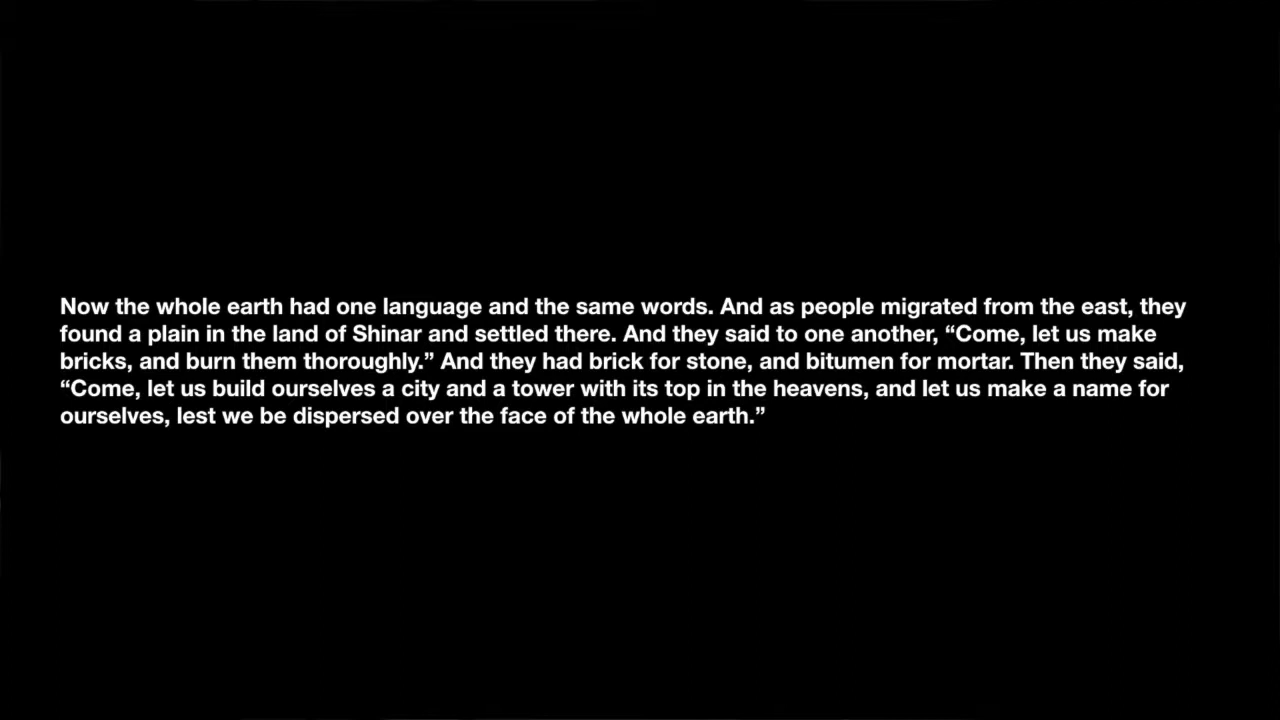 Now the whole earth had one language and the same words. And as people migrated from the east, they
found a plain in the land of Shinar and settled there. And they said to one another, “Come, let us make
bricks, and burn them thoroughly.” And they had brick for stone, and bitumen for mortar. Then they said,
“Come, let us build ourselves a city and a tower with its top in the heavens, and let us make a name for
ourselves, lest we be dispersed over the face of the whole earth.”